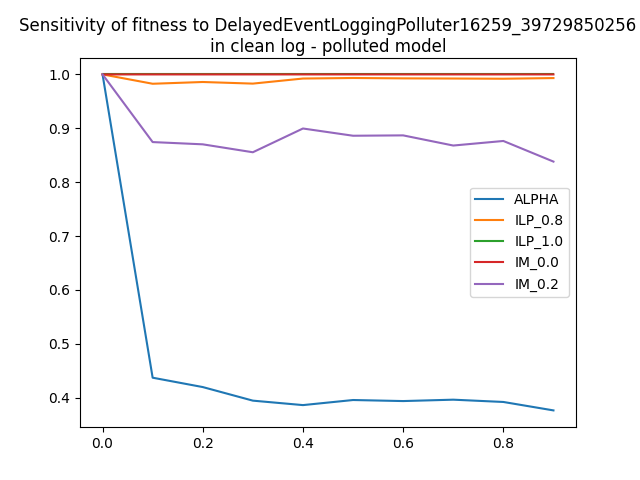 Sensitivity of fitness to DelayedEventLoggingPolluter16259_39729850256
in clean log - polluted model
1.0
0.9
0.8
0.7
0.6
0.5
0.4
ALPHA
ILP_0.8
ILP_1.0
IM_0.0
IM_0.2
0.0 0.2 0.4 0.6 0.8